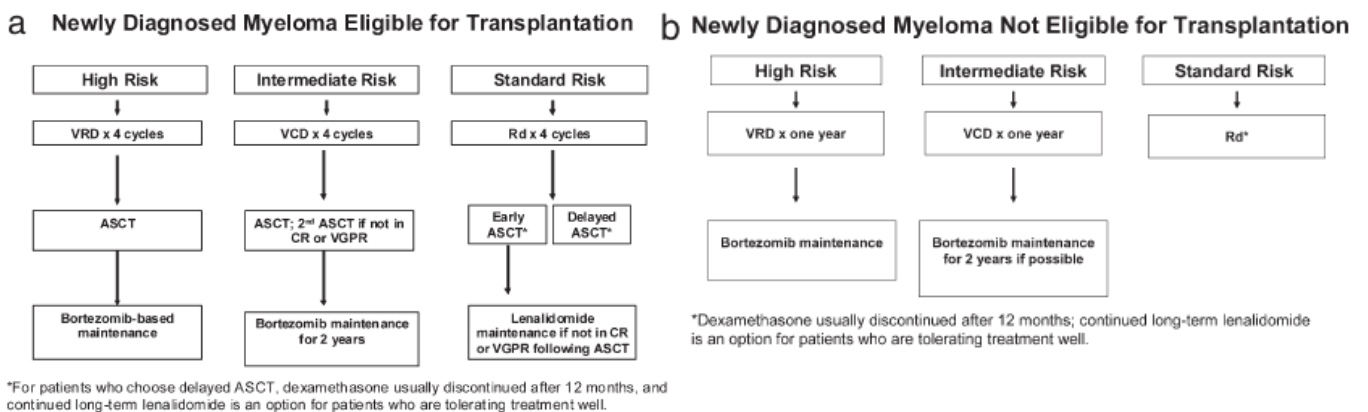 a Newly Diagnosed Myeloma Eligible for Transplantation
High Risk
Intermediate Risk
Standard Risk
VRD x 4 cycles
VCD x 4 cycles
Rd x 4 cycles
ASCT
ASCT; 2nd ASCT if not in
CR or VGPR
Early
ASCT*
Delayed
ASCT*
Bortezomib-based
maintenance
Bortezomib maintenance
for 2 years
Lenalidomide
maintenance if not in CR
or VGPR following ASCT
*For patients who choose delayed ASCT, dexamethasone usually discontinued after 12 months, and
continued long-term lenalidomide is an option for patients who are tolerating treatment well.
b Newly Diagnosed Myeloma Not Eligible for Transplantation
High Risk
Intermediate Risk
Standard Risk
VRD x one year
VCD x one year
Rd*
Bortezomib maintenance
Bortezomib maintenance
for 2 years if possible
*Dexamethasone usually discontinued after 12 months; continued long-term lenalidomide
is an option for patients who are tolerating treatment well.